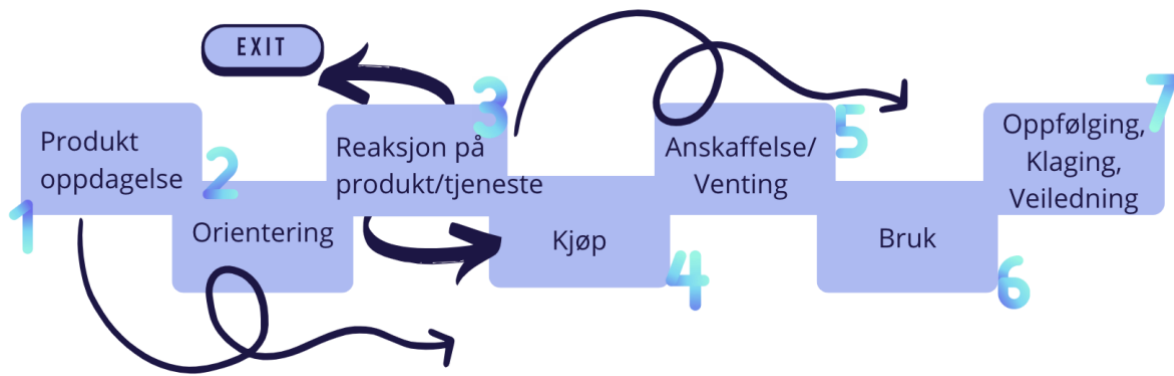 EXIT
1
Produkt
oppdagelse
2
Orientering
3
Reaksjon på
produkt/tjeneste
4
Kjøp
5
Anskaffelse/
Venting
6
Bruk
7
Oppfølging,
Klaging,
Veiledning